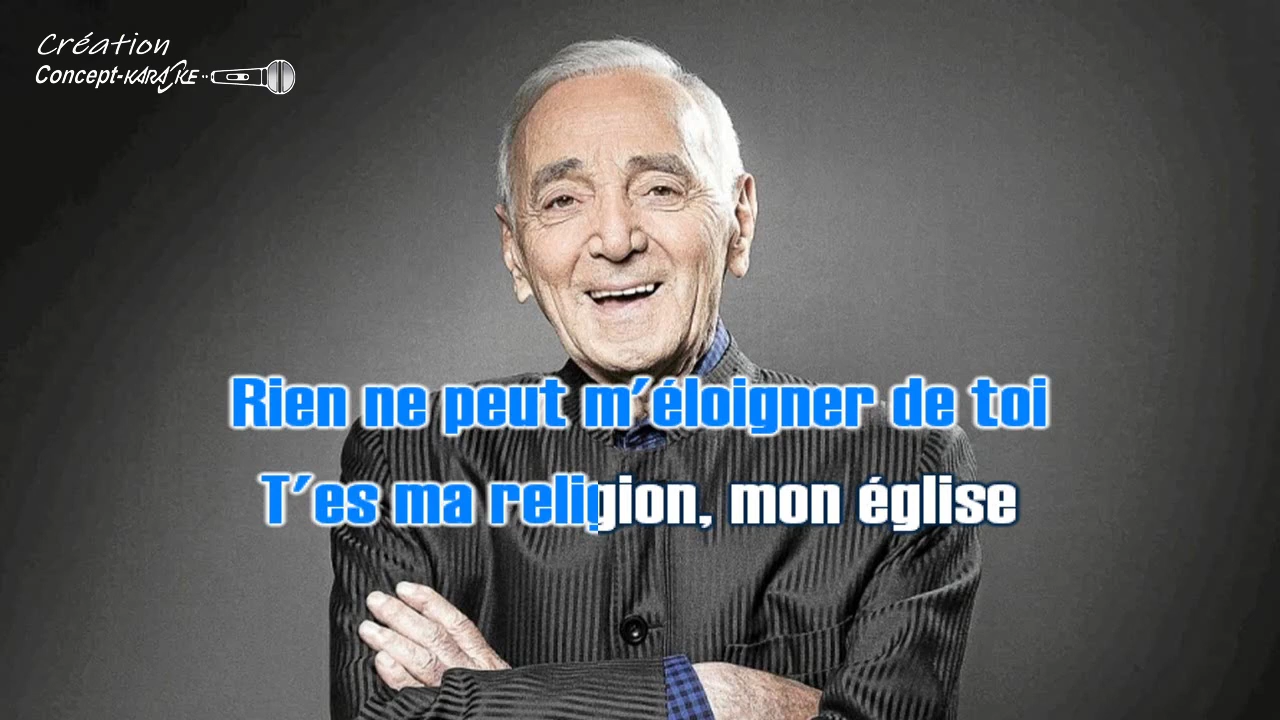 Création
Concept-KARAOKE
Rien ne peut m'éloigner de toi
T'es ma religion, mon église